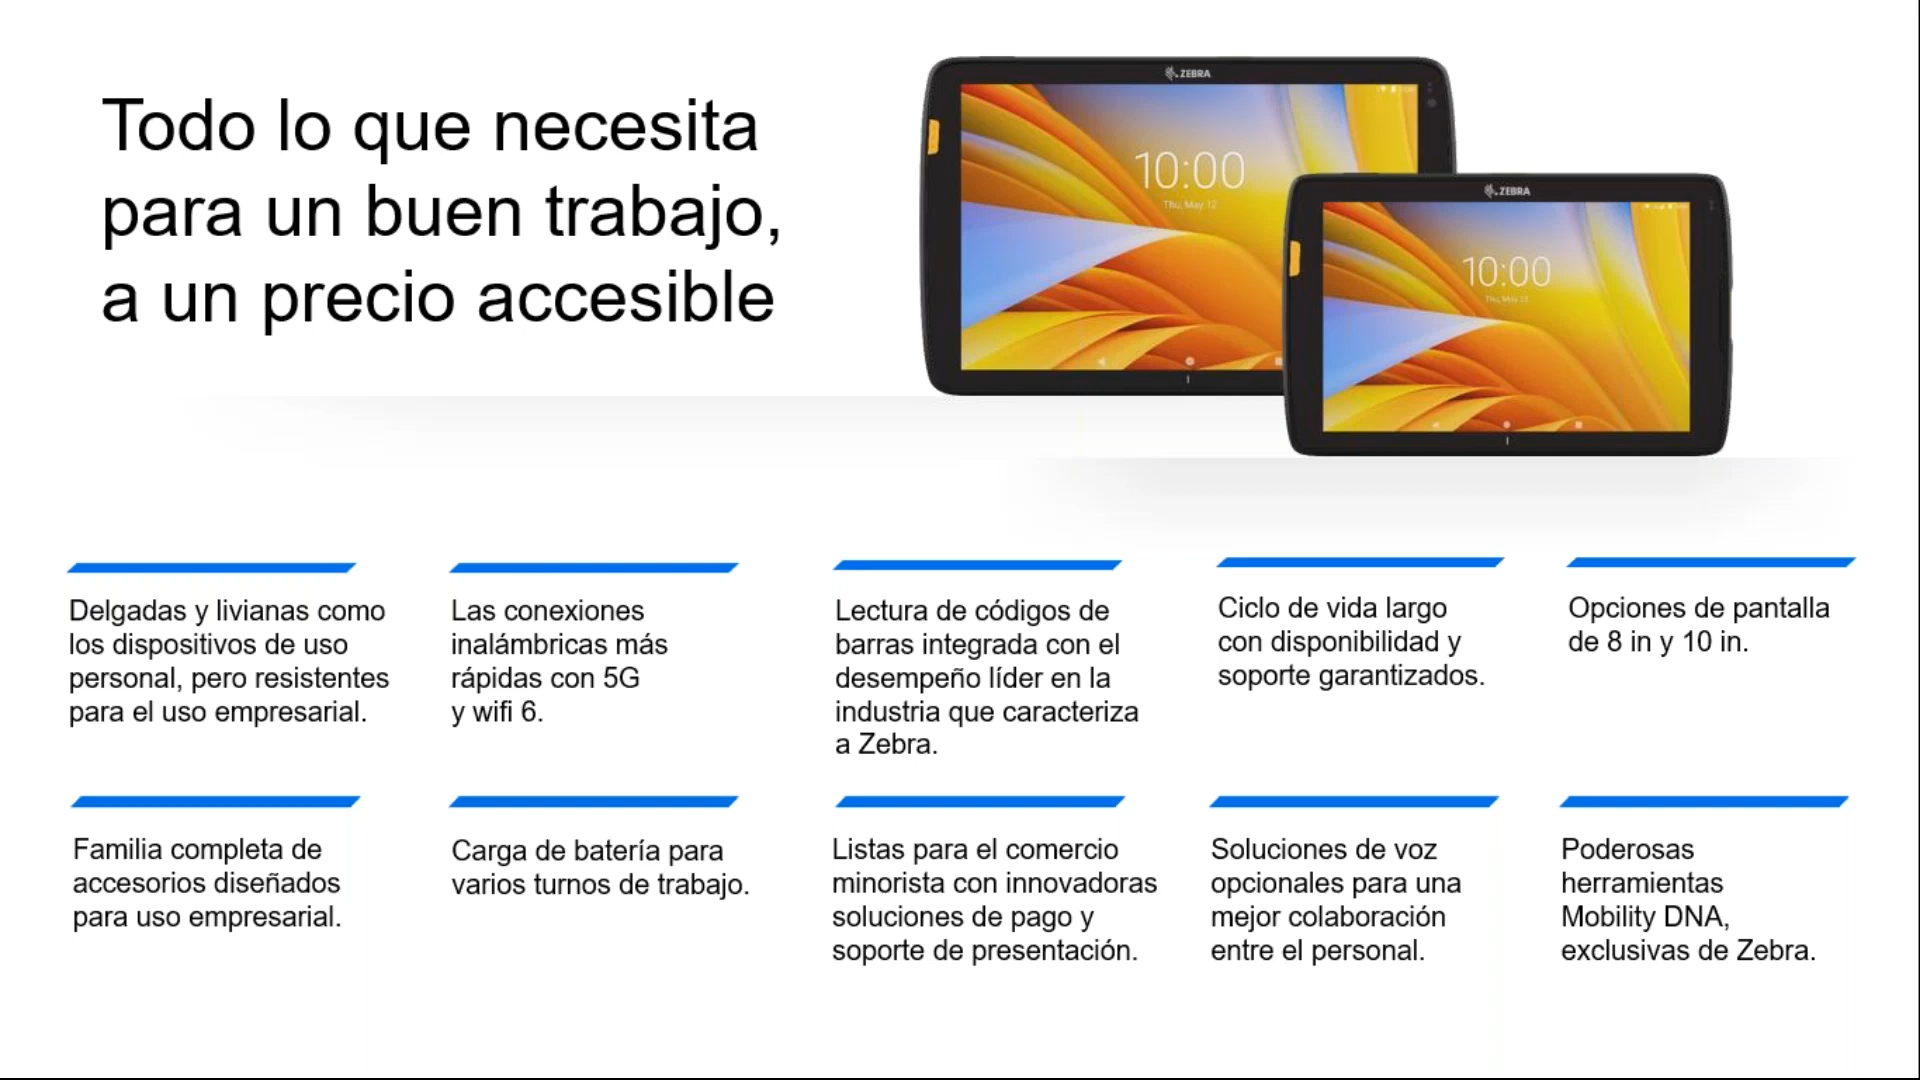 Todo lo que necesita
para un buen trabajo,
a un precio accesible
ZEBRA
10:00
Thu, May 12
ZEBRA
10:00
Thu, May 12
Delgadas y livianas como
los dispositivos de uso
personal, pero resistentes
para el uso empresarial.
Las conexiones
inalámbricas más
rápidas con 5G
y wifi 6.
Lectura de códigos de
barras integrada con el
desempeño líder en la
industria que caracteriza
a Zebra.
Ciclo de vida largo
con disponibilidad y
soporte garantizados.
Opciones de pantalla
de 8 in y 10 in.
Familia completa de
accesorios diseñados
para uso empresarial.
Carga de batería para
varios turnos de trabajo.
Listas para el comercio
minorista con innovadoras
soluciones de pago y
soporte de presentación.
Soluciones de voz
opcionales para una
mejor colaboración
entre el personal.
Poderosas
herramientas
Mobility DNA,
exclusivas de Zebra.